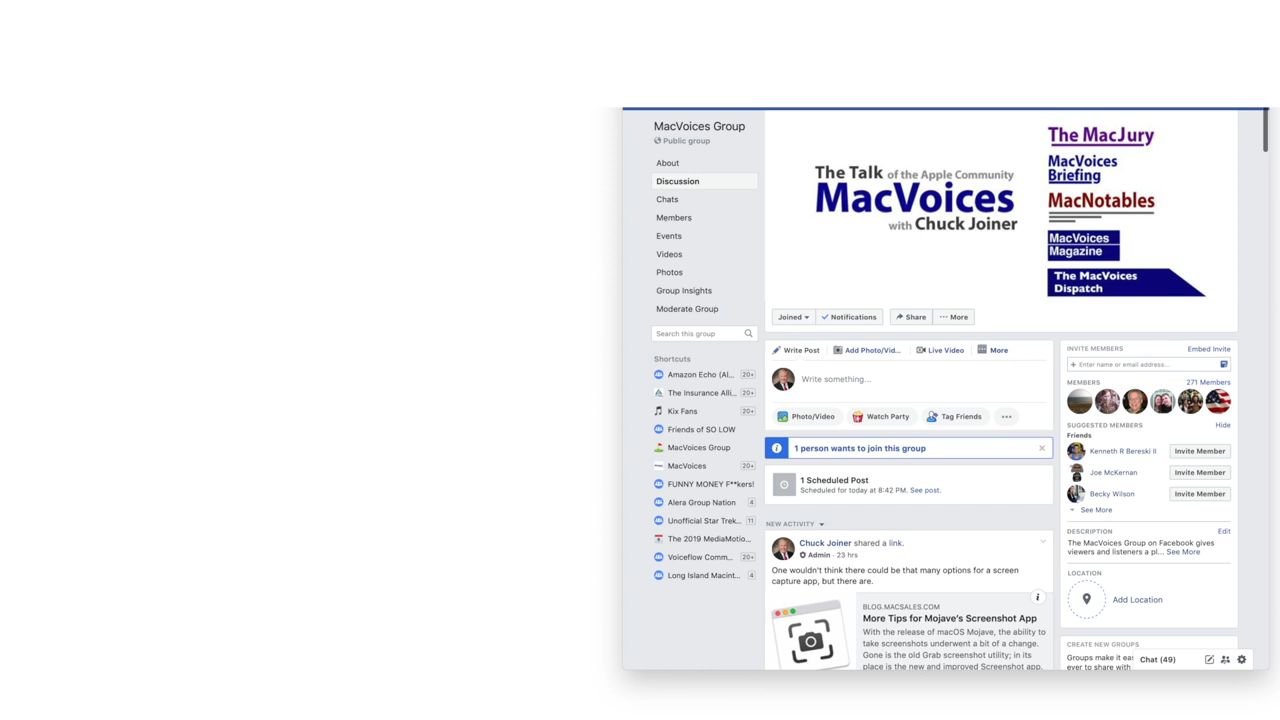 MacVoices Group
Public group
About
Discussion
Chats
Members
Events
Videos
Photos
Group Insights
Moderate Group
Search this group
Shortcuts
Amazon Echo (Al... 20+
The Insurance Alli... 20+
Kix Fans 20+
Friends of SO LOW
MacVoices Group
MacVoices 20+
FUNNY MONEY F**kers!
Alera Group Nation 4
Unofficial Star Trek... 11
The 2019 MediaMotio...
Voiceflow Comm... 20+
Long Island Macint... 4
The Talk of the Apple Community
MacVoices
with Chuck Joiner
The MacJury
MacVoices
Briefing
MacNotables
MacVoices
Magazine
The MacVoices
Dispatch
Joined Notifications Share ••• More
Write Post Add Photo/Vid... Live Video More
Write something...
Photo/Video Watch Party Tag Friends •••
1 person wants to join this group
1 Scheduled Post
Scheduled for today at 8:42 PM. See post.
NEW ACTIVITY
Chuck Joiner shared a link.
Admin · 23 hrs
One wouldn't think there could be that many options for a screen
capture app, but there are.
BLOG.MACSALES.COM
More Tips for Mojave's Screenshot App
With the release of macOS Mojave, the ability to
take screenshots underwent a bit of a change.
Gone is the old Grab screenshot utility; in its
place is the new and improved Screenshot app.
INVITE MEMBERS Embed Invite
+ Enter name or email address...
MEMBERS 271 Members
SUGGESTED MEMBERS Hide
Friends
Kenneth R Bereski II Invite Member
Joe McKernan Invite Member
Becky Wilson Invite Member
See More
DESCRIPTION Edit
The MacVoices Group on Facebook gives
viewers and listeners a pl... See More
LOCATION
Add Location
CREATE NEW GROUPS
Groups make it eas
ever to share with
Chat (49)